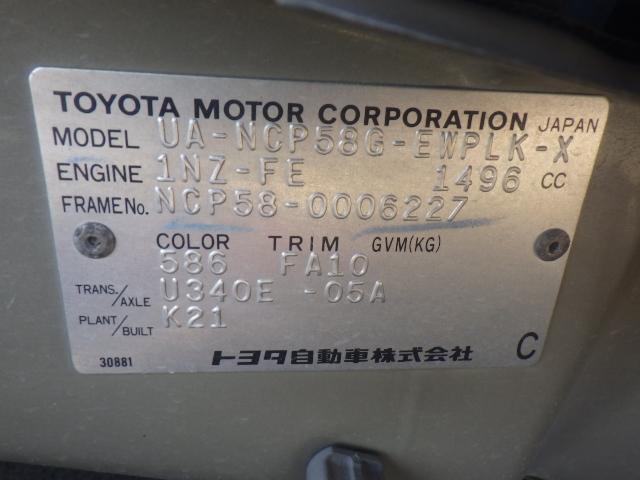 TOYOTA MOTOR CORPORATION JAPAN
MODEL UA-NCP58G-EWPLK-X
ENGINE 1NZ-FE 1496 CC
FRAME No. NCP58-0006227
COLOR TRIM GVM(KG)
586 FA10
TRANS./AXLE U340E -05A
PLANT/BUILT K21
30881 トヨタ自動車株式会社 C